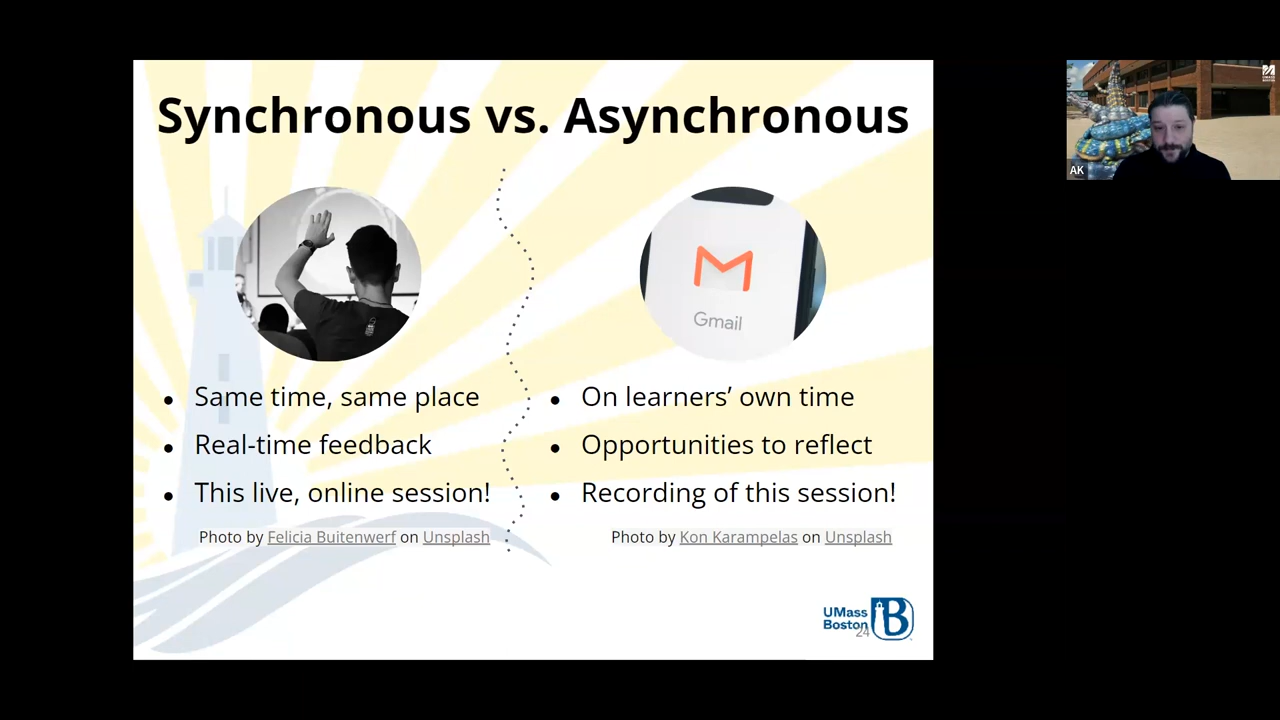 Synchronous vs. Asynchronous
Gmail
Same time, same place
Real-time feedback
This live, online session!
Photo by Felicia Buitenwerf on Unsplash
On learners’ own time
Opportunities to reflect
Recording of this session!
Photo by Kon Karampelas on Unsplash
UMass
Boston
B
24
AK
UMASS
BOSTON